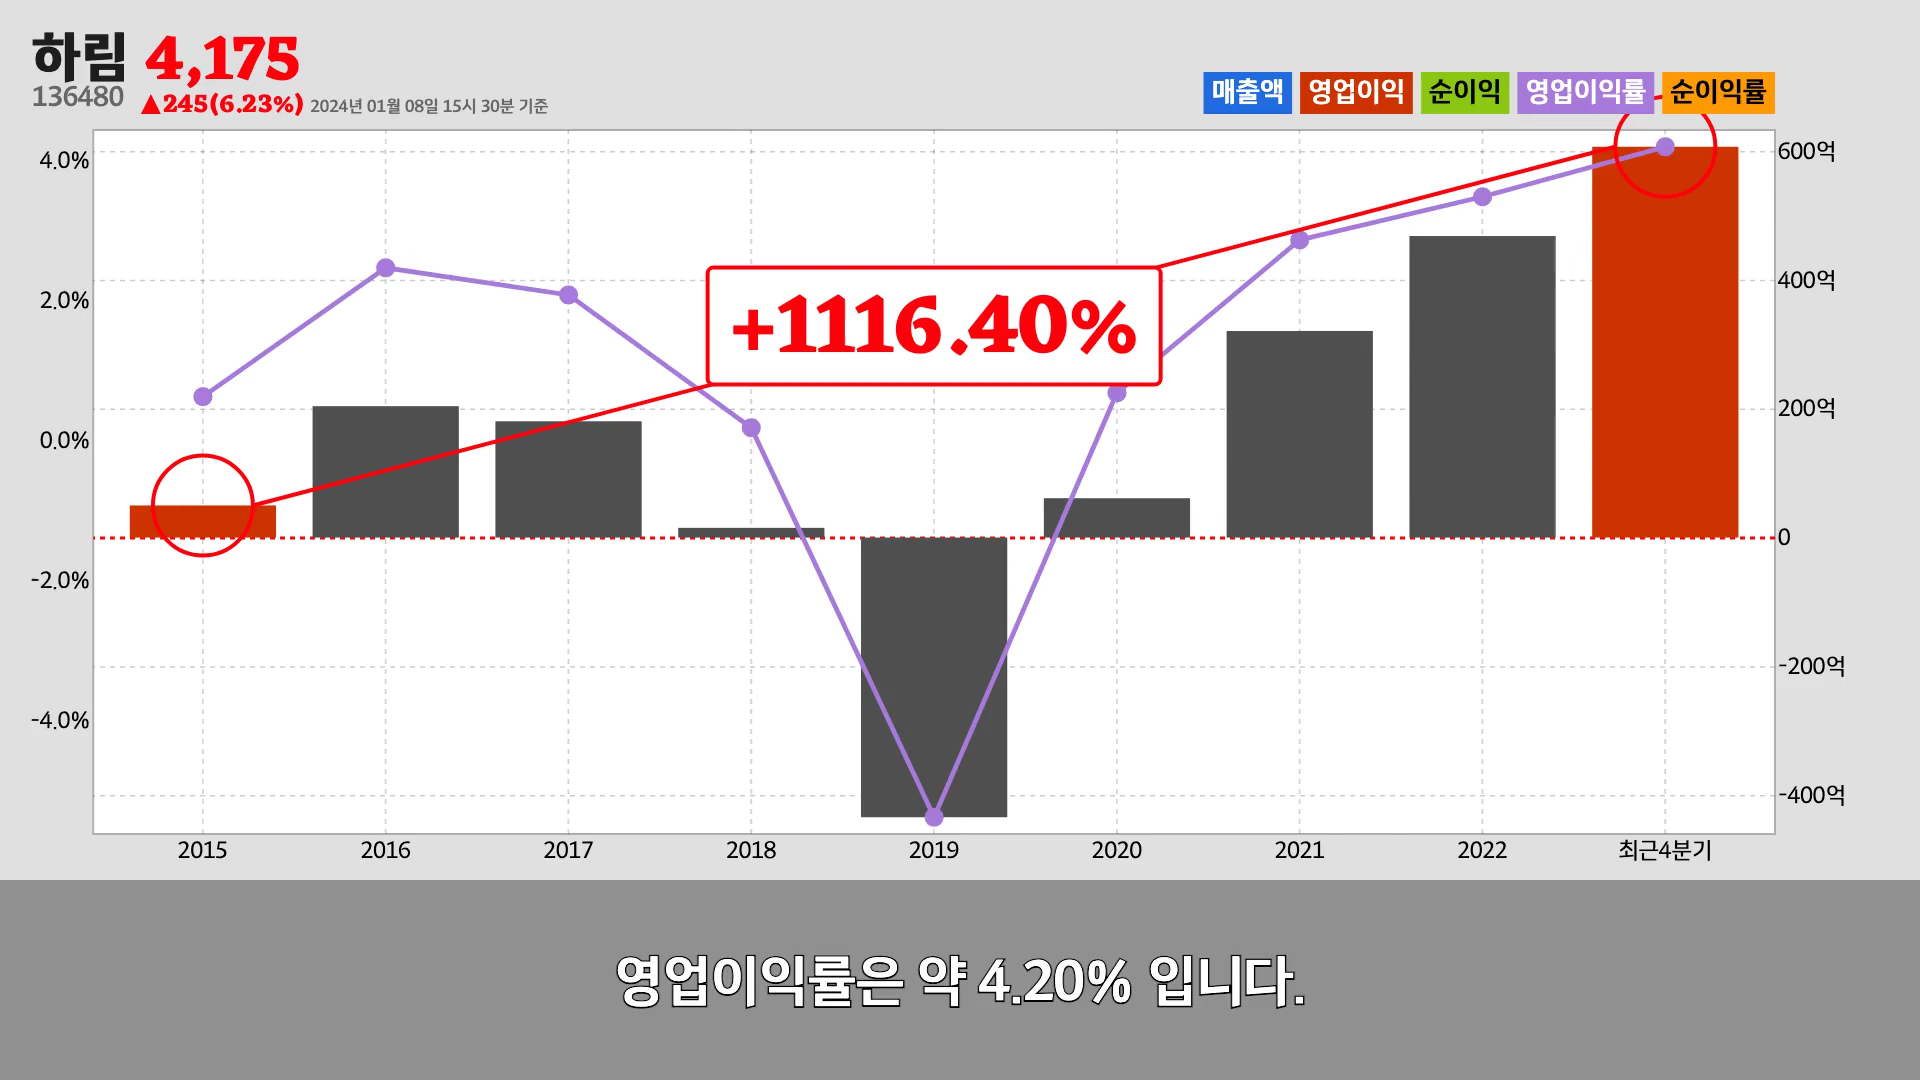 하림 4,175
136480 ▲245(6.23%) 2024년 01월 08일 15시 30분 기준
매출액 영업이익 순이익 영업이익률 순이익률
4.0%
2.0%
0.0%
-2.0%
-4.0%
+1116.40%
600억
400억
200억
0
-200억
-400억
2015 2016 2017 2018 2019 2020 2021 2022 최근4분기
영업이익률은 약 4.20% 입니다.